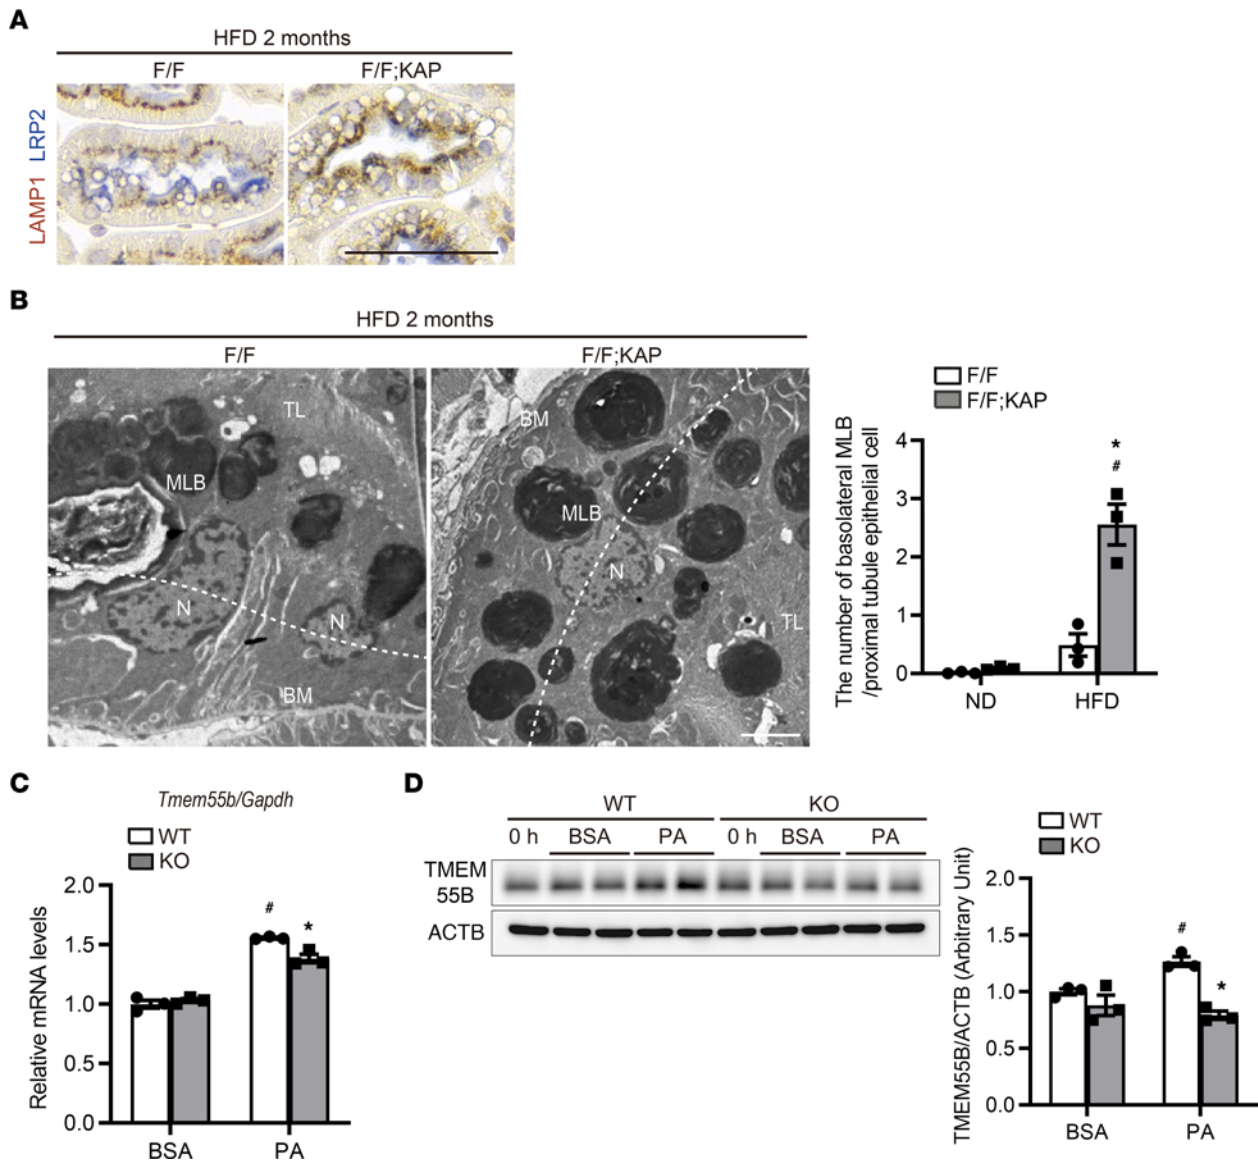 A
HFD 2 months
F/F F/F;KAP
LAMP1 LRP2
B
HFD 2 months
F/F F/F;KAP
TL
MLB
N
N
BM
BM
MLB
N
TL
F/F
F/F;KAP
The number of basolateral MLB
/proximal tubule epithelial cell
4
3
2
1
0
*
#
ND HFD
C
Tmem55b/Gapdh
WT
KO
Relative mRNA levels
2.0
1.5
1.0
0.5
0.0
# *
BSA PA
D
WT KO
0 h BSA PA 0 h BSA PA
TMEM
55B
ACTB
WT
KO
TMEM55B/ACTB (Arbitrary Unit)
2.0
1.5
1.0
0.5
0.0
#
*
BSA PA